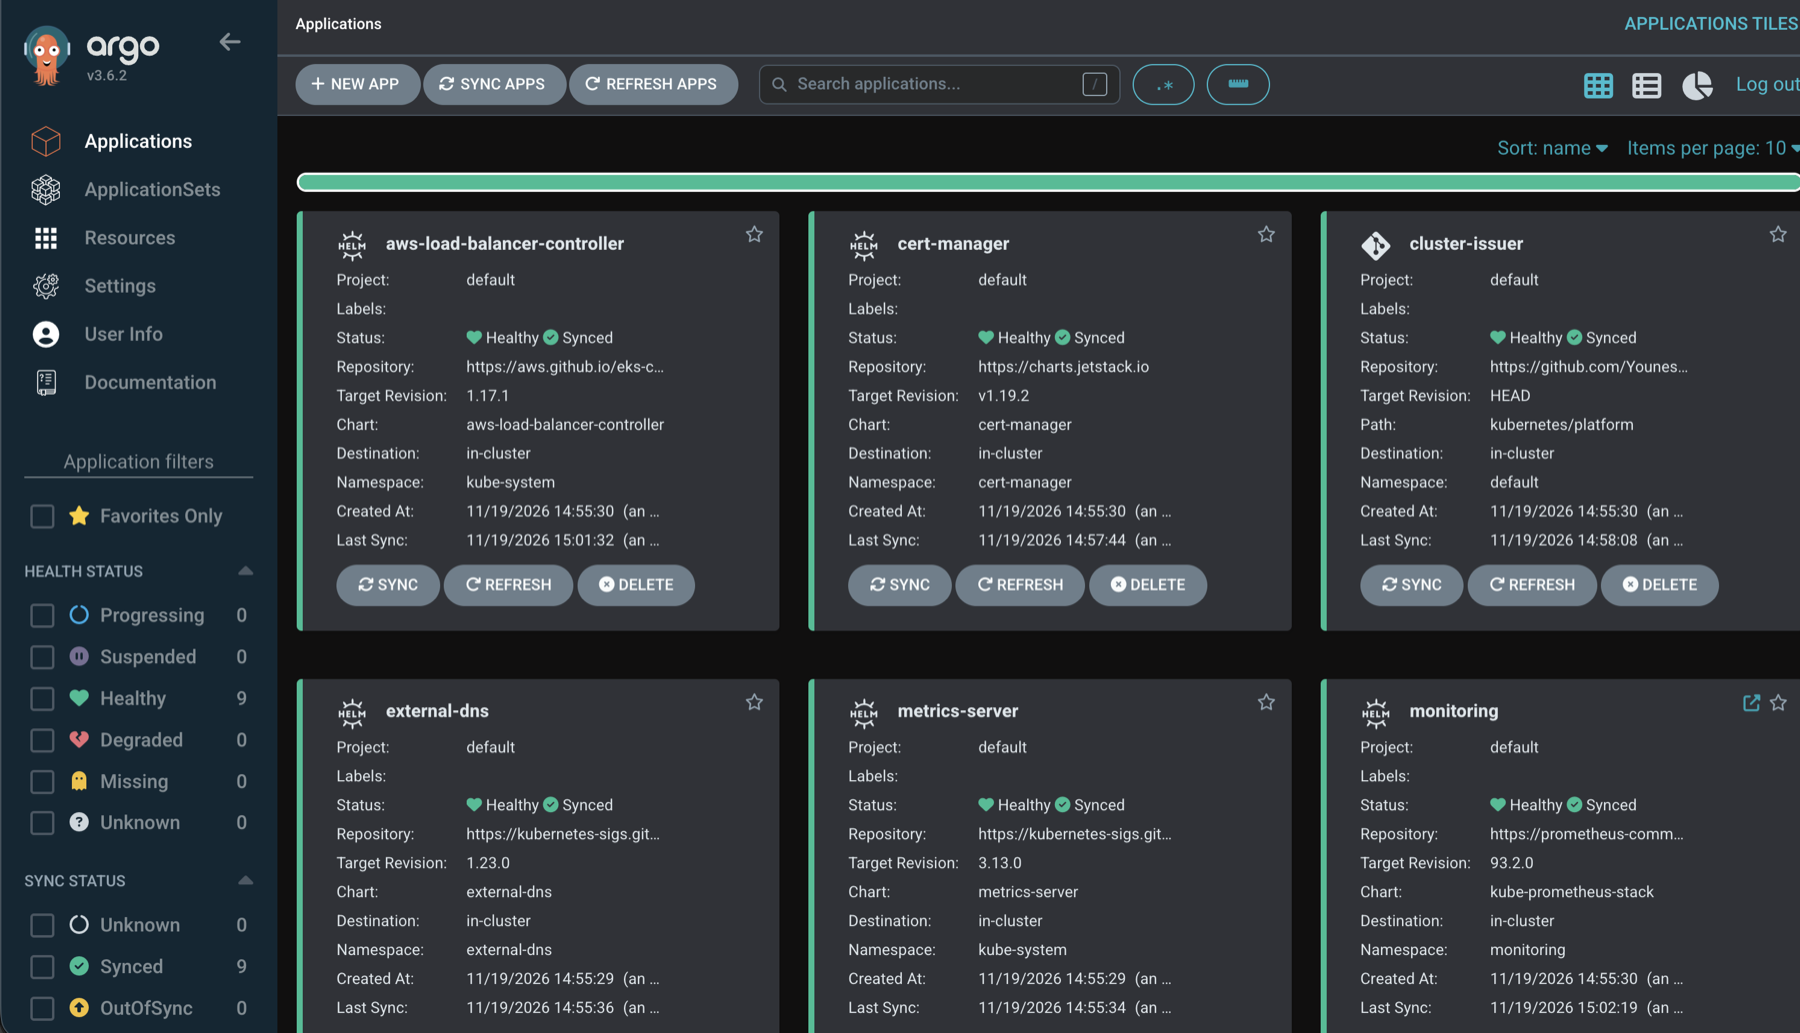 argo
v3.6.2
Applications
ApplicationSets
Resources
Settings
User Info
Documentation
Application filters
Favorites Only
HEALTH STATUS
Progressing 0
Suspended 0
Healthy 9
Degraded 0
Missing 0
Unknown 0
SYNC STATUS
Unknown 0
Synced 9
OutOfSync 0
Applications
APPLICATIONS TILES
+ NEW APP
SYNC APPS
REFRESH APPS
Search applications...
/
.*
Log out
Sort: name
Items per page: 10
HELM
aws-load-balancer-controller
Project: default
Labels:
Status: Healthy Synced
Repository: https://aws.github.io/eks-c...
Target Revision: 1.17.1
Chart: aws-load-balancer-controller
Destination: in-cluster
Namespace: kube-system
Created At: 11/19/2026 14:55:30 (an ...
Last Sync: 11/19/2026 15:01:32 (an ...
SYNC REFRESH DELETE
HELM
cert-manager
Project: default
Labels:
Status: Healthy Synced
Repository: https://charts.jetstack.io
Target Revision: v1.19.2
Chart: cert-manager
Destination: in-cluster
Namespace: cert-manager
Created At: 11/19/2026 14:55:30 (an ...
Last Sync: 11/19/2026 14:57:44 (an ...
SYNC REFRESH DELETE
cluster-issuer
Project: default
Labels:
Status: Healthy Synced
Repository: https://github.com/Younes...
Target Revision: HEAD
Path: kubernetes/platform
Destination: in-cluster
Namespace: default
Created At: 11/19/2026 14:55:30 (an ...
Last Sync: 11/19/2026 14:58:08 (an ...
SYNC REFRESH DELETE
HELM
external-dns
Project: default
Labels:
Status: Healthy Synced
Repository: https://kubernetes-sigs.git...
Target Revision: 1.23.0
Chart: external-dns
Destination: in-cluster
Namespace: external-dns
Created At: 11/19/2026 14:55:29 (an ...
Last Sync: 11/19/2026 14:55:36 (an ...
HELM
metrics-server
Project: default
Labels:
Status: Healthy Synced
Repository: https://kubernetes-sigs.git...
Target Revision: 3.13.0
Chart: metrics-server
Destination: in-cluster
Namespace: kube-system
Created At: 11/19/2026 14:55:29 (an ...
Last Sync: 11/19/2026 14:55:34 (an ...
HELM
monitoring
Project: default
Labels:
Status: Healthy Synced
Repository: https://prometheus-comm...
Target Revision: 93.2.0
Chart: kube-prometheus-stack
Destination: in-cluster
Namespace: monitoring
Created At: 11/19/2026 14:55:30 (an ...
Last Sync: 11/19/2026 15:02:19 (an ...